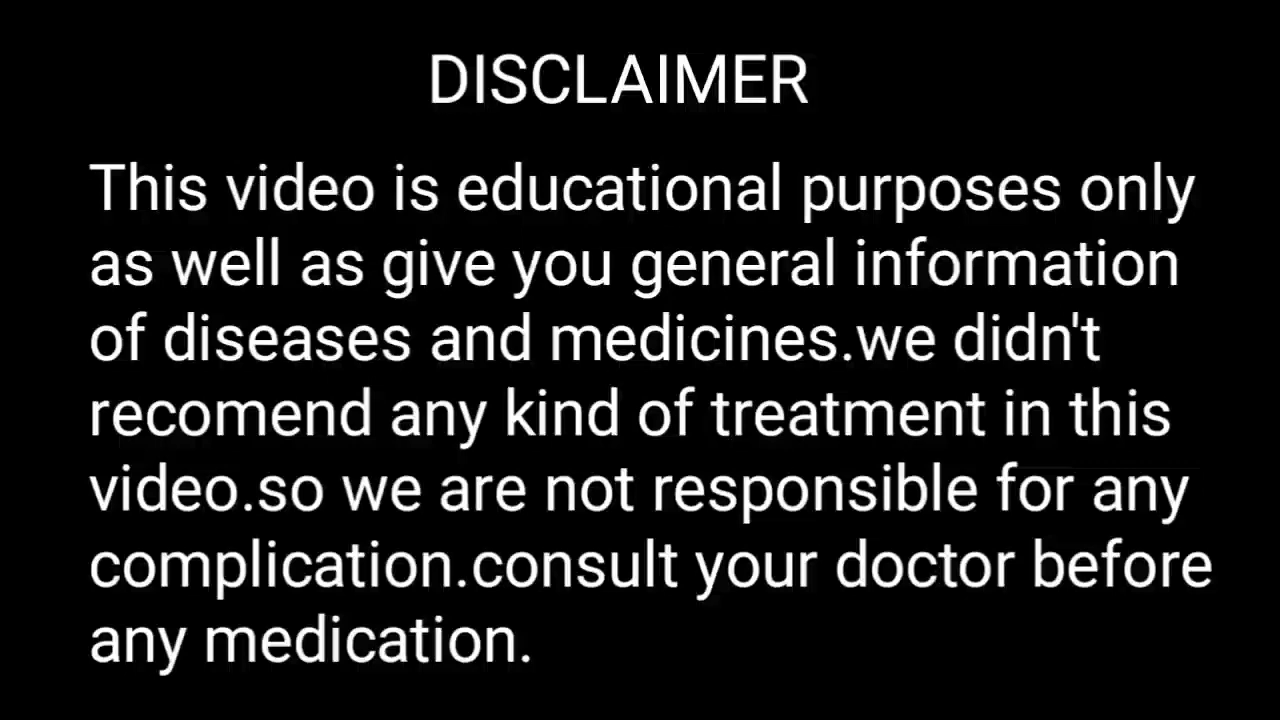 DISCLAIMER
This video is educational purposes only
as well as give you general information
of diseases and medicines.we didn't
recomend any kind of treatment in this
video.so we are not responsible for any
complication.consult your doctor before
any medication.